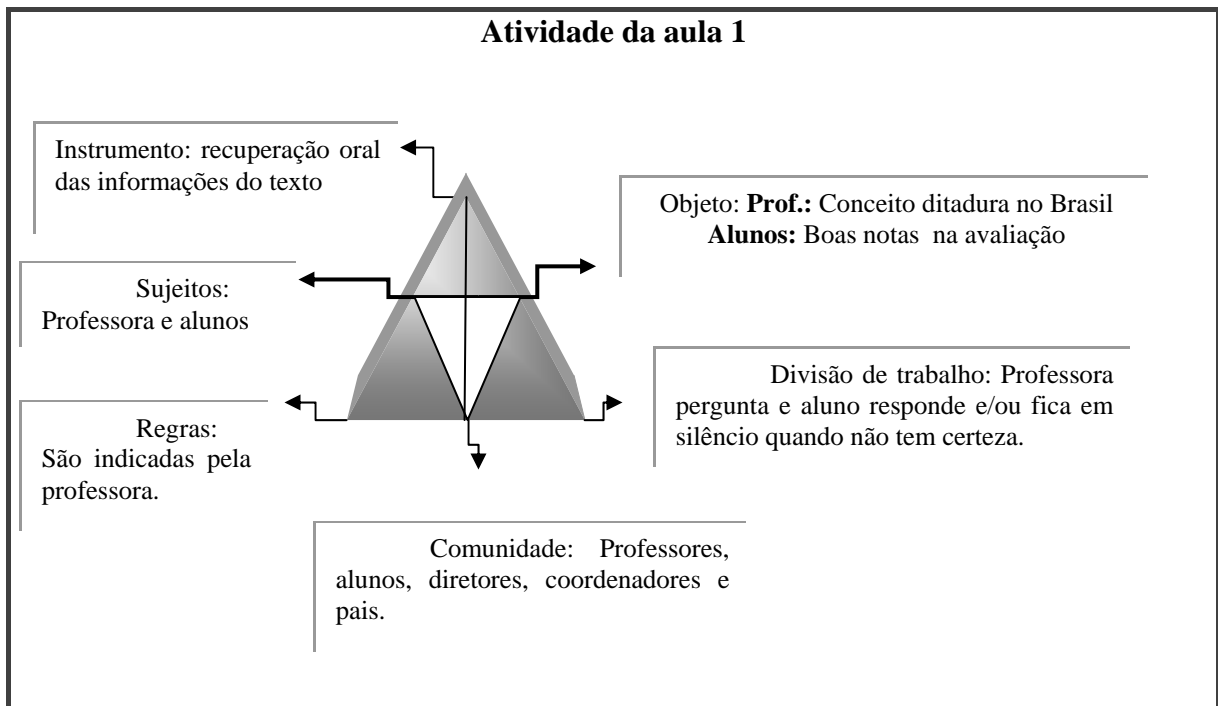 Atividade da aula 1
Instrumento: recuperação oral
das informações do texto
Objeto: Prof.: Conceito ditadura no Brasil
Alunos: Boas notas na avaliação
Sujeitos:
Professora e alunos
Divisão de trabalho: Professora
pergunta e aluno responde e/ou fica em
silêncio quando não tem certeza.
Regras:
São indicadas pela
professora.
Comunidade: Professores,
alunos, diretores, coordenadores e
pais.